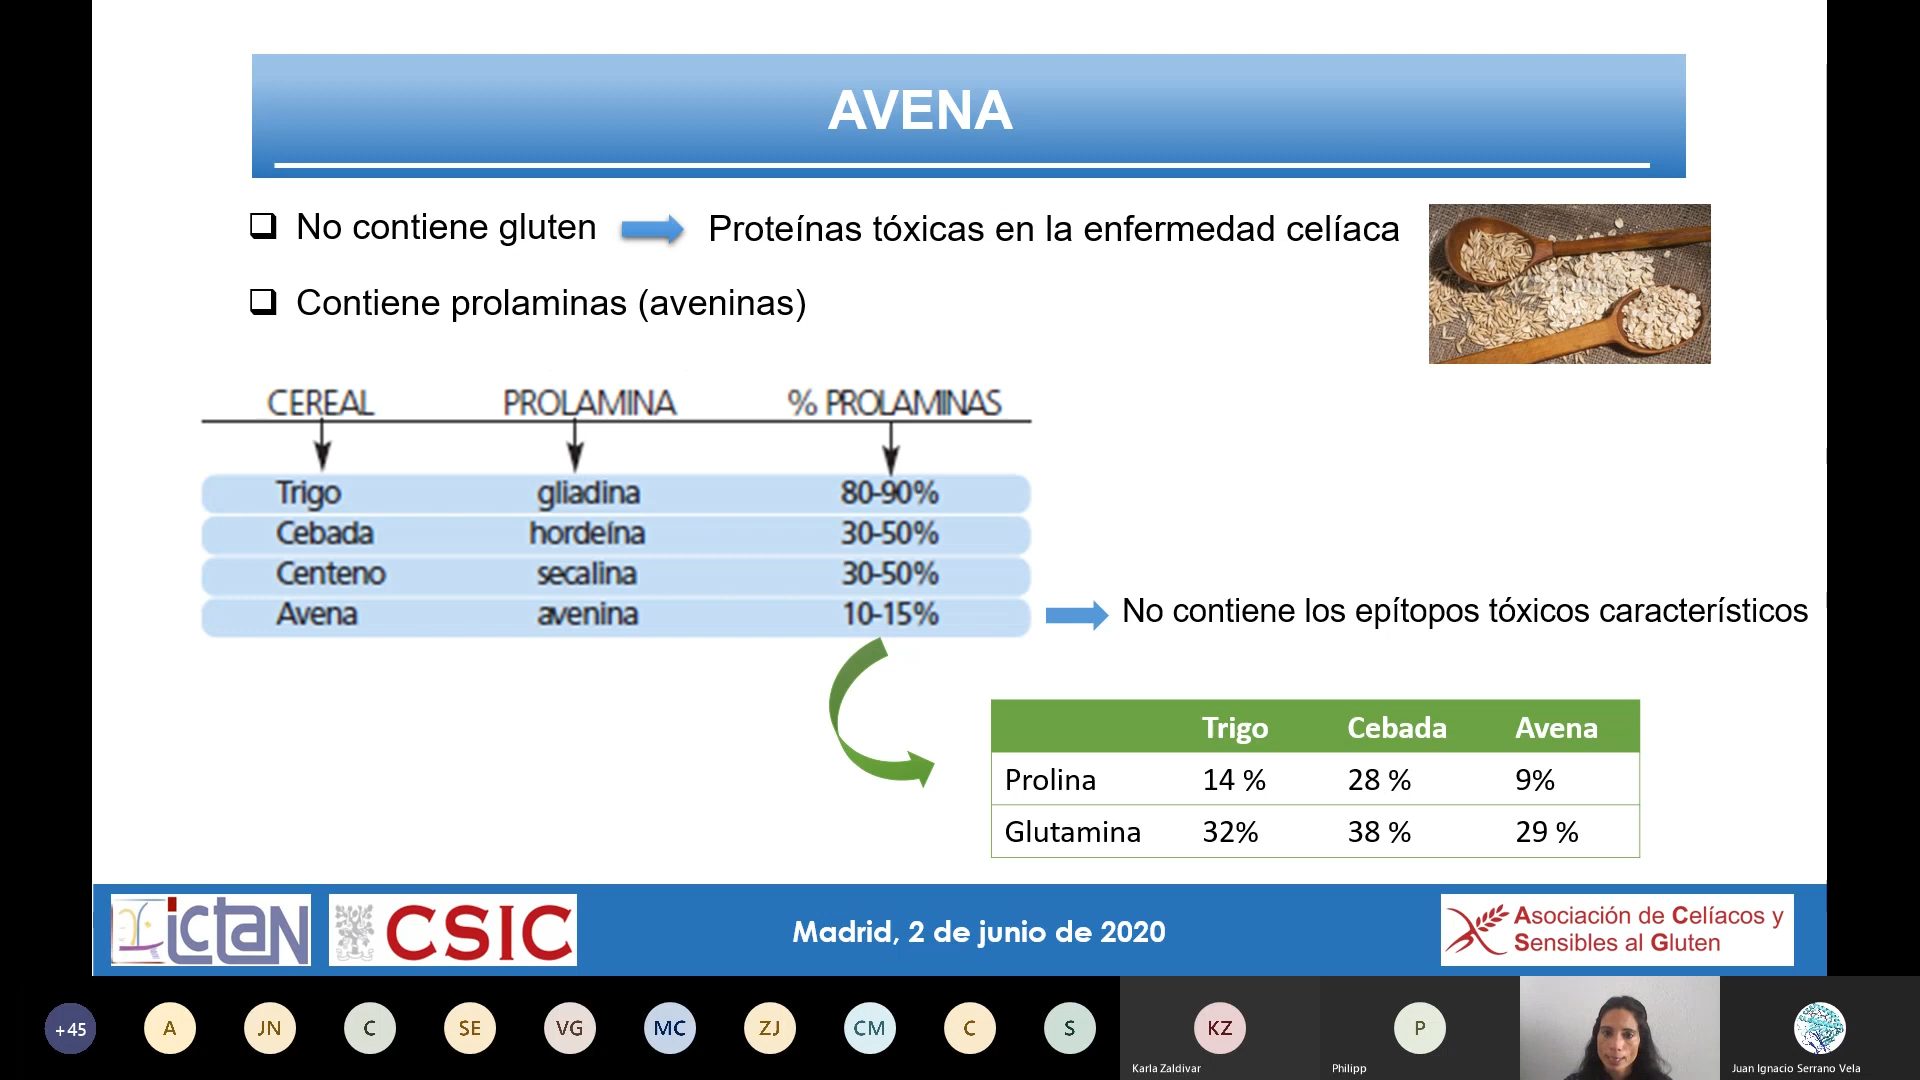 AVENA
No contiene gluten
Proteínas tóxicas en la enfermedad celíaca
Contiene prolaminas (aveninas)
CEREAL PROLAMINA % PROLAMINAS
Trigo gliadina 80-90%
Cebada hordeína 30-50%
Centeno secalina 30-50%
Avena avenina 10-15%
No contiene los epítopos tóxicos característicos
Trigo Cebada Avena
Prolina 14 % 28 % 9%
Glutamina 32% 38 % 29 %
ictan
CSIC
Madrid, 2 de junio de 2020
Asociación de Celíacos y
Sensibles al Gluten
+45 A JN C SE VG MC ZJ CM C S KZ P
Karla Zaldivar Philipp Juan Ignacio Serrano Vela